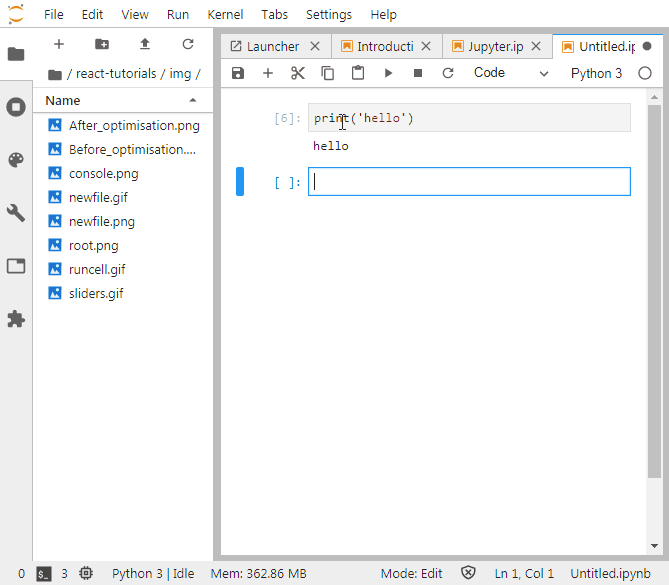 File Edit View Run Kernel Tabs Settings Help
/ react-tutorials / img /
Name
After_optimisation.png
Before_optimisation....
console.png
newfile.gif
newfile.png
root.png
runcell.gif
sliders.gif
Launcher
Introducti
Jupyter.ip
Untitled.ip
Code
Python 3
[6]: print('hello')
hello
[ ]:
0 $_ 3 Python 3 | Idle Mem: 362.86 MB Mode: Edit Ln 1, Col 1 Untitled.ipynb